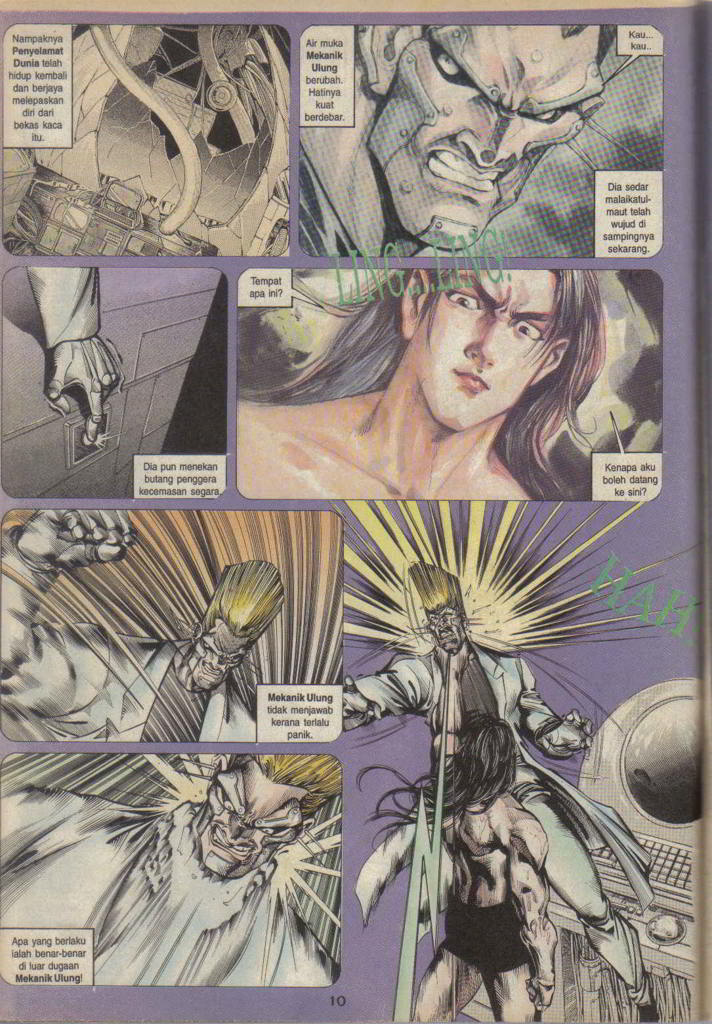 Nampaknya
Penyelamat
Dunia telah
hidup kembali
dan berjaya
melepaskan
diri dari
bekas kaca
itu.
Air muka
Mekanik
Ulung
berubah.
Hatinya
kuat
berdebar.
Kau...
kau..
Dia sedar
malaikatul-
maut telah
wujud di
sampingnya
sekarang.
LING...LING!
Dia pun menekan
butang penggera
kecemasan segera.
Tempat
apa ini?
Kenapa aku
boleh datang
ke sini?
Mekanik Ulung
tidak menjawab
kerana terlalu
panik.
HAH.
Apa yang berlaku
ialah benar-benar
di luar dugaan
Mekanik Ulung!
10